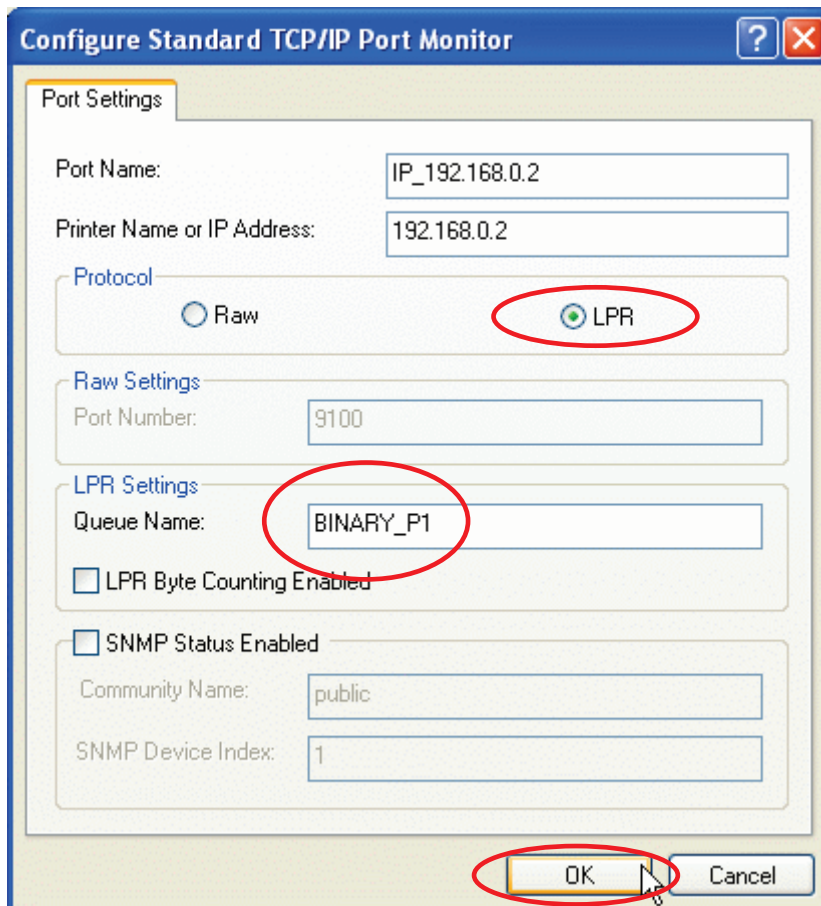 Configure Standard TCP/IP Port Monitor
Port Settings
Port Name: IP_192.168.0.2
Printer Name or IP Address: 192.168.0.2
Protocol
Raw LPR
Raw Settings
Port Number: 9100
LPR Settings
Queue Name: BINARY_P1
LPR Byte Counting Enabled
SNMP Status Enabled
Community Name: public
SNMP Device Index: 1
OK Cancel